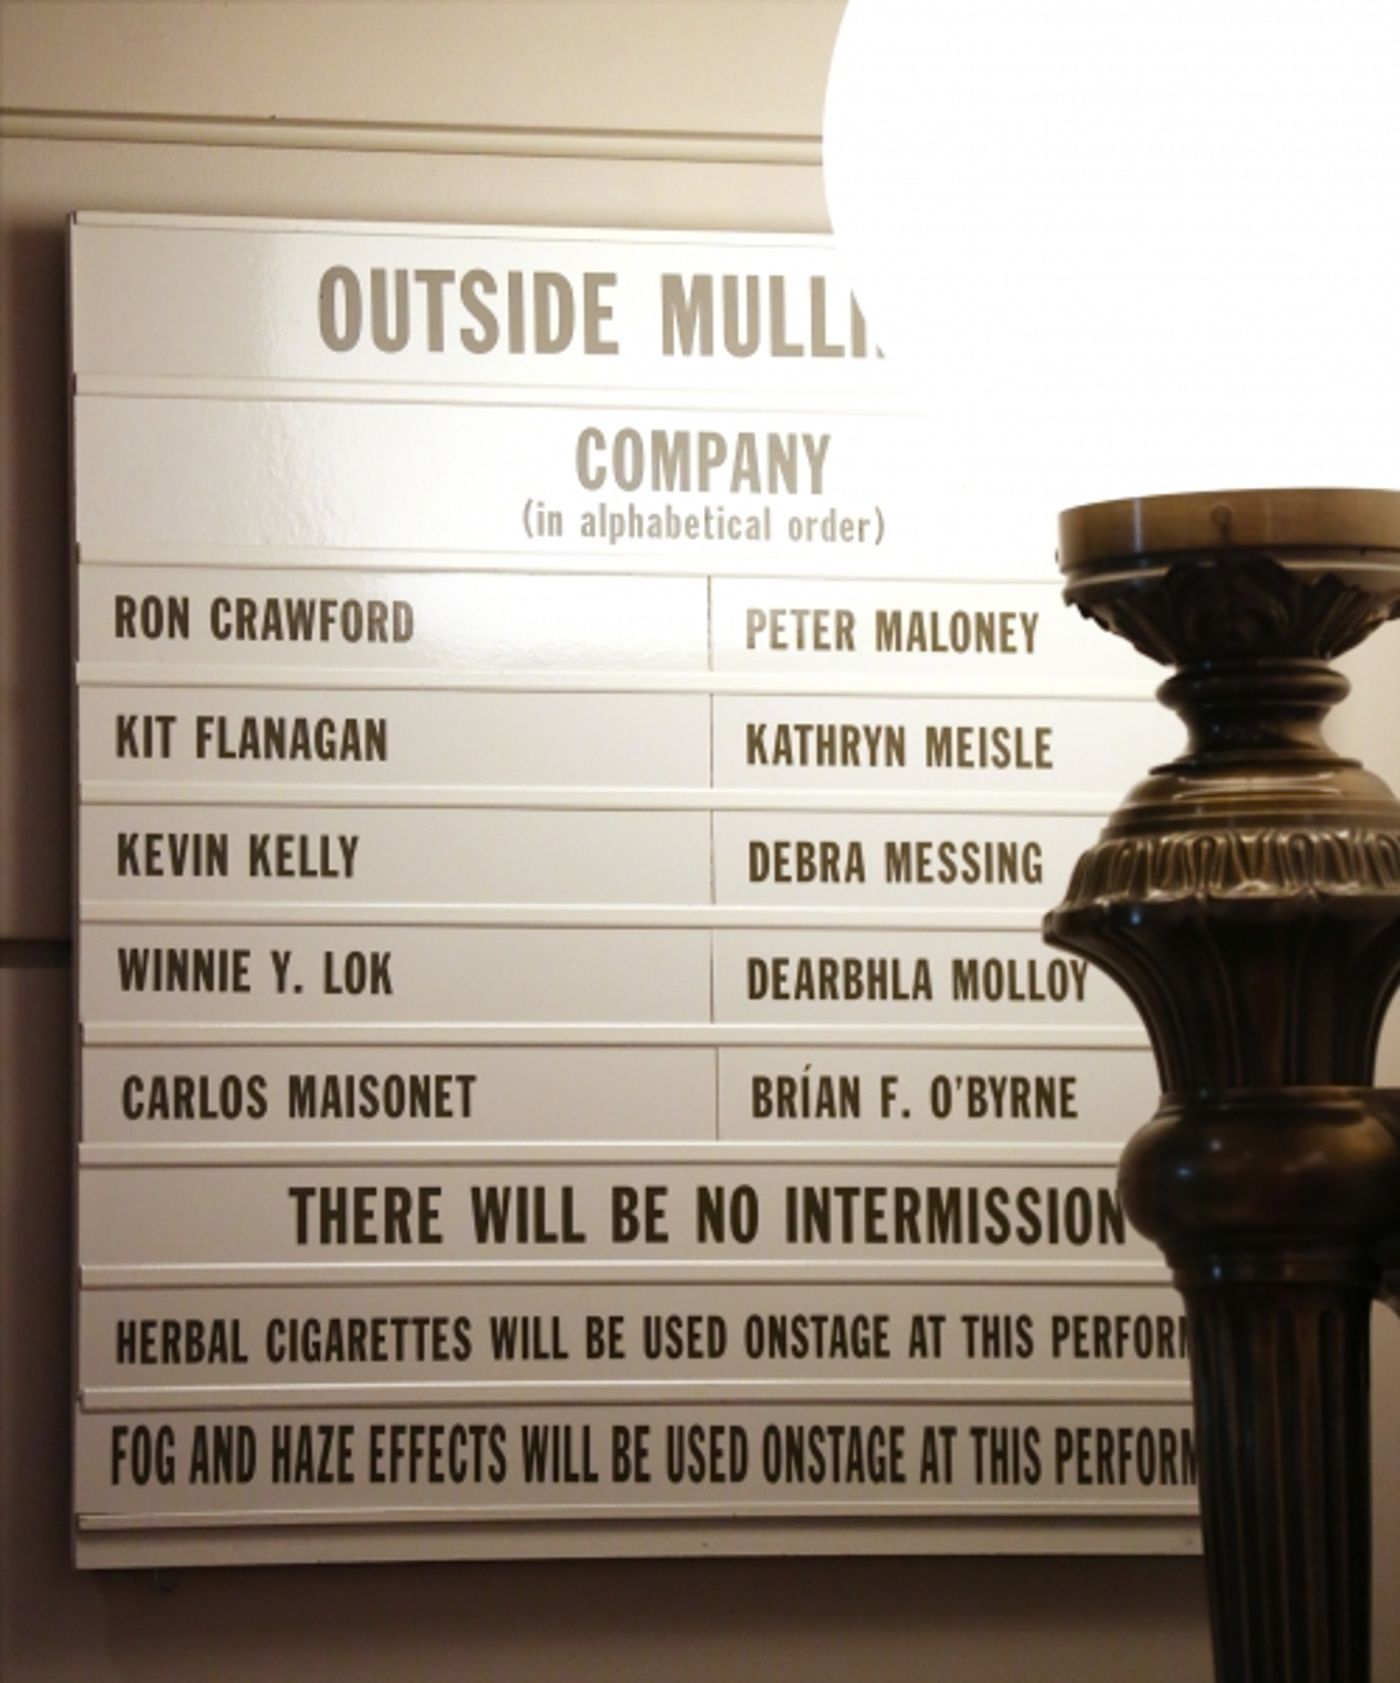 OUTSIDE
COMPANY
(in alphabetical order)
RON CRAWFORD PETER MALONEY
KIT FLANAGAN KATHRYN MEISLE
KEVIN KELLY DEBRA MESSING
WINNIE Y. LOK DEARBHLA MOLLOY
CARLOS MAISONET BRÍAN F. O'BYRNE
THERE WILL BE NO INTERMISSION
HERBAL CIGARETTES WILL BE USED ONSTAGE AT THIS
FOG AND HAZE EFFECTS WILL BE USED ONSTAGE AT THIS